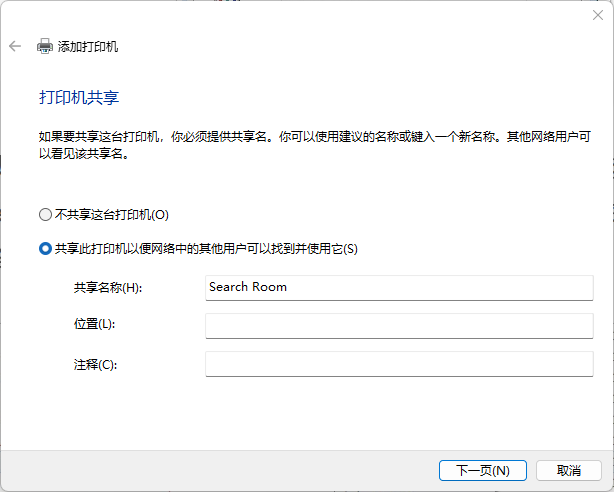 添加打印机
打印机共享
如果要共享这台打印机，你必须提供共享名。你可以使用建议的名称或键入一个新名称。其他网络用户可
以看见该共享名。
不共享这台打印机(O)
共享此打印机以便网络中的其他用户可以找到并使用它(S)
共享名称(H): Search Room
位置(L):
注释(C):
下一页(N) 取消